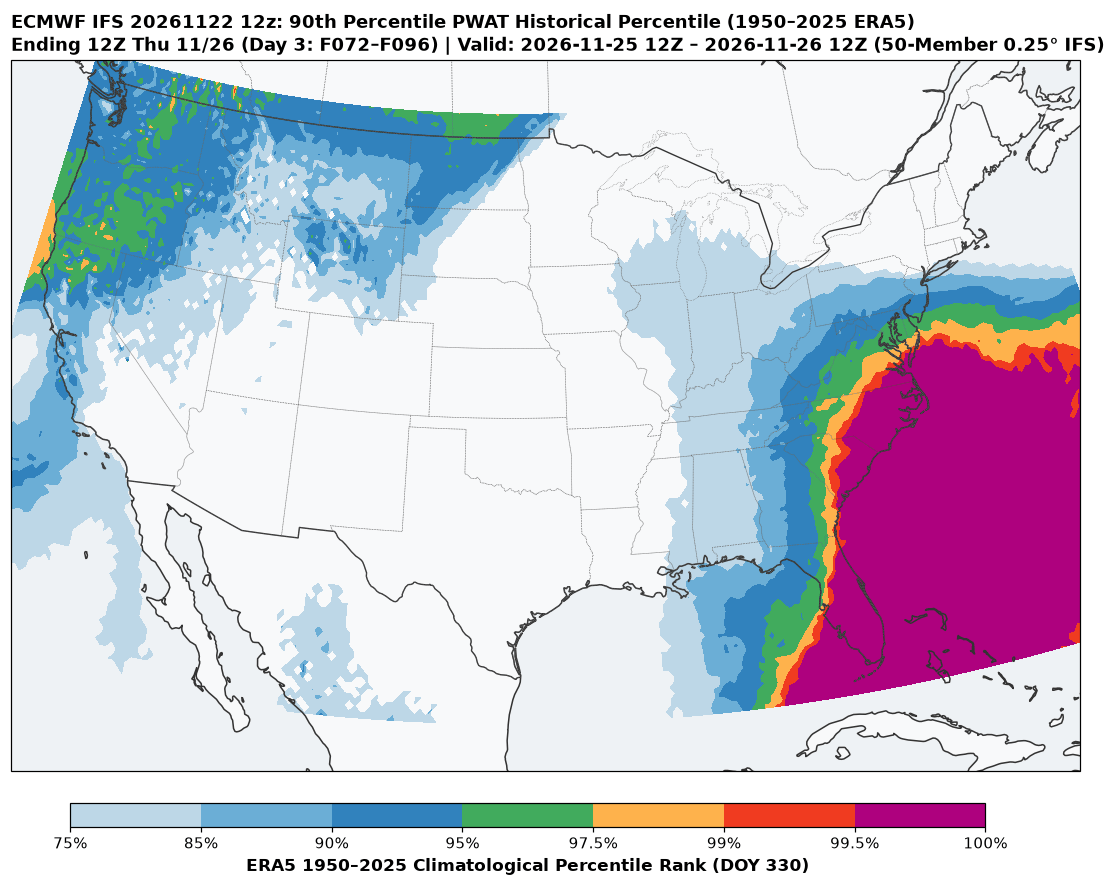 ECMWF IFS 20261122 12z: 90th Percentile PWAT Historical Percentile (1950–2025 ERA5)
Ending 12Z Thu 11/26 (Day 3: F072–F096) | Valid: 2026-11-25 12Z – 2026-11-26 12Z (50-Member 0.25° IFS)
75% 85% 90% 95% 97.5% 99% 99.5% 100%
ERA5 1950–2025 Climatological Percentile Rank (DOY 330)